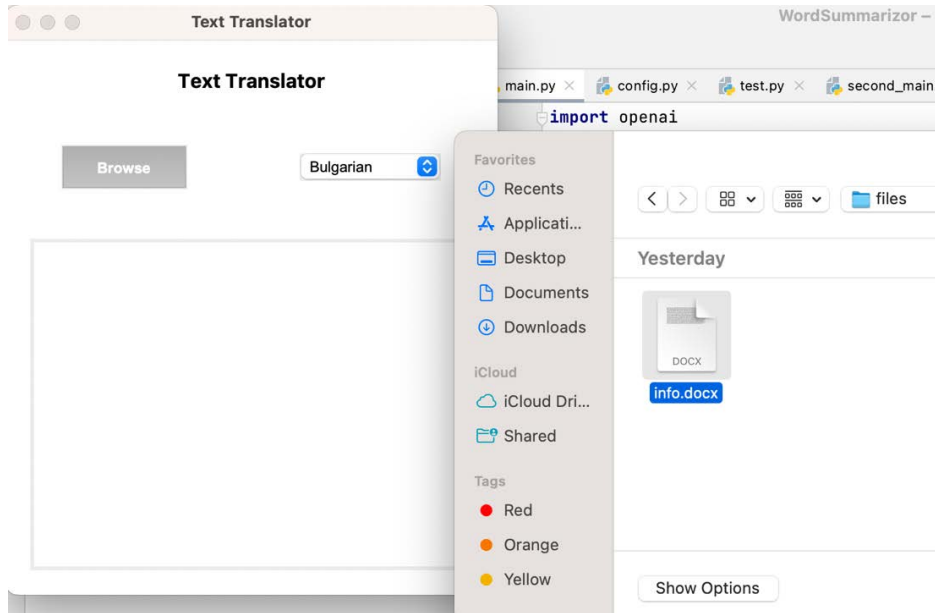 Text Translator
Text Translator
Browse
Bulgarian
WordSummarizor –
main.py
config.py
test.py
second_main
import openai
Favorites
Recents
Applicati...
Desktop
Documents
Downloads
iCloud
iCloud Dri...
Shared
Tags
Red
Orange
Yellow
files
Yesterday
DOCX
info.docx
Show Options